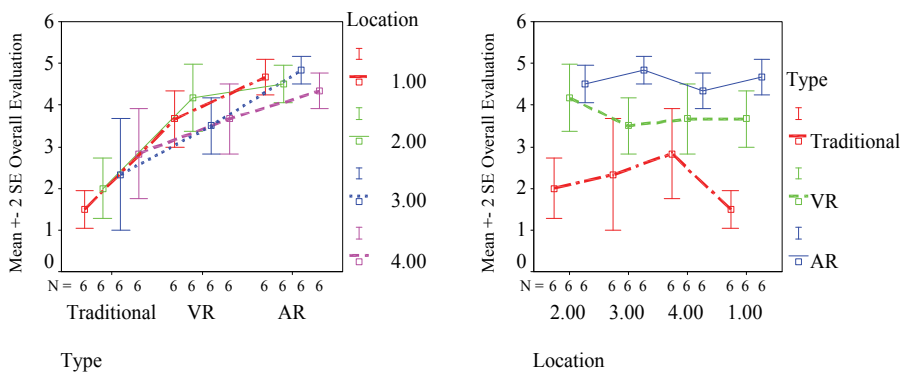 Mean +- 2 SE Overall Evaluation
6
5
4
3
2
1
0
N = 6 6 6 6 6 6 6 6 6 6 6 6
Traditional VR AR
Type
Location
1.00
2.00
3.00
4.00
Mean +- 2 SE Overall Evaluation
6
5
4
3
2
1
0
N = 6 6 6 6 6 6 6 6 6 6 6 6
2.00 3.00 4.00 1.00
Location
Type
Traditional
VR
AR